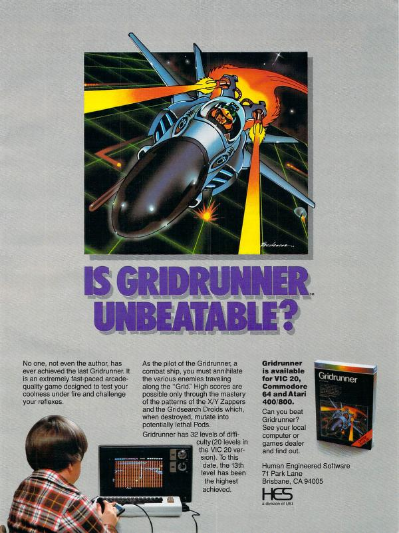 IS GRIDRUNNER™
UNBEATABLE?
No one, not even the author, has
ever achieved the last Gridrunner. It
is an extremely fast-paced arcade-
quality game designed to test your
coolness under fire and challenge
your reflexes.
As the pilot of the Gridrunner, a
combat ship, you must annihilate
the various enemies traveling
along the "Grid." High scores are
possible only through the mastery
of the patterns of the X/Y Zappers
and the Gridsearch Droids which,
when destroyed, mutate into
potentially lethal Pods.
Gridrunner has 32 levels of diffi-
culty (20 levels in
the VIC 20 ver-
sion). To this
date, the 13th
level has been
the highest
achieved.
Gridrunner
is available
for VIC 20,
Commodore
64 and Atari
400/800.
Can you beat
Gridrunner?
See your local
computer or
games dealer
and find out.
Gridrunner
Human Engineered Software
71 Park Lane
Brisbane, CA 94005
HES